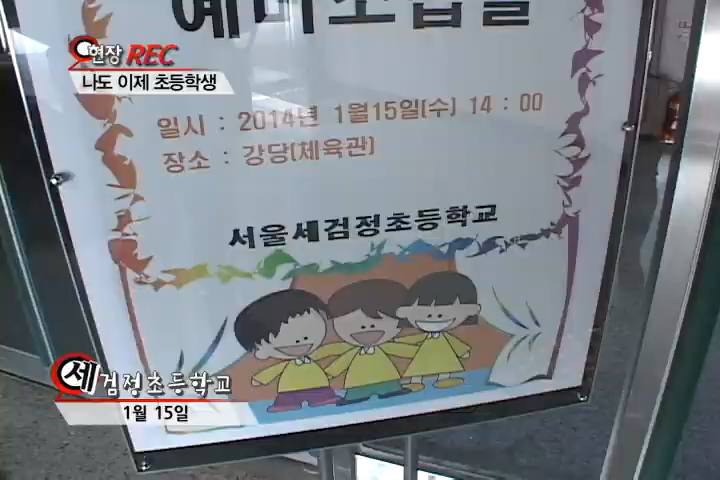 예비소집일
현장 REC
나도 이제 초등학생
일시 : 2014년 1월15일(수) 14 : 00
장소 : 강당(체육관)
서울세검정초등학교
세검정초등학교
1월 15일